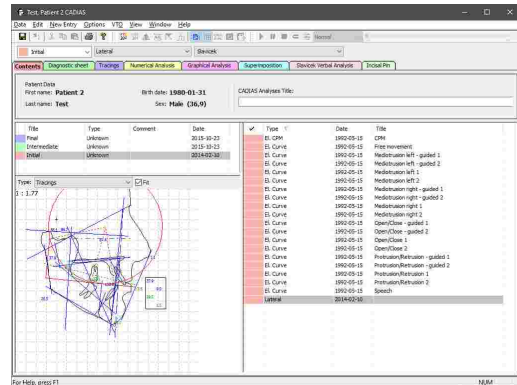 Test, Patient 2 CADIAS
Data Edit New Entry Options VTO View Window Help
Normal
Initial Lateral Slavicek
Contents Diagnostic sheet Tracings Numerical Analysis Graphical Analysis Superimposition Slavicek Verbal Analysis Incisal Pin
Patient Data
First name: Patient 2 Birth date: 1980-01-31 CADIAS Analyses Title:
Last name: Test Sex: Male (36,9)
Title Type Comment Date
Final Unknown 2015-10-23
Intermediate Unknown 2015-10-23
Initial Unknown 2014-02-16
Type: Tracings Fit
1 : 1.77
Type Date Title
El. CPM 1992-05-15 CPM
El. Curve 1992-05-15 Free movement
El. Curve 1992-05-15 Mediotrusion left - guided 1
El. Curve 1992-05-15 Mediotrusion left - guided 2
El. Curve 1992-05-15 Mediotrusion left 1
El. Curve 1992-05-15 Mediotrusion left 2
El. Curve 1992-05-15 Mediotrusion right - guided 1
El. Curve 1992-05-15 Mediotrusion right - guided 2
El. Curve 1992-05-15 Mediotrusion right 1
El. Curve 1992-05-15 Mediotrusion right 2
El. Curve 1992-05-15 Open/Close - guided 1
El. Curve 1992-05-15 Open/Close - guided 2
El. Curve 1992-05-15 Open/Close 1
El. Curve 1992-05-15 Open/Close 2
El. Curve 1992-05-15 Protrusion/Retrusion - guided 1
El. Curve 1992-05-15 Protrusion/Retrusion - guided 2
El. Curve 1992-05-15 Protrusion/Retrusion 1
El. Curve 1992-05-15 Protrusion/Retrusion 2
El. Curve 1992-05-15 Speech
Lateral 2014-02-16
For Help, press F1 NUM